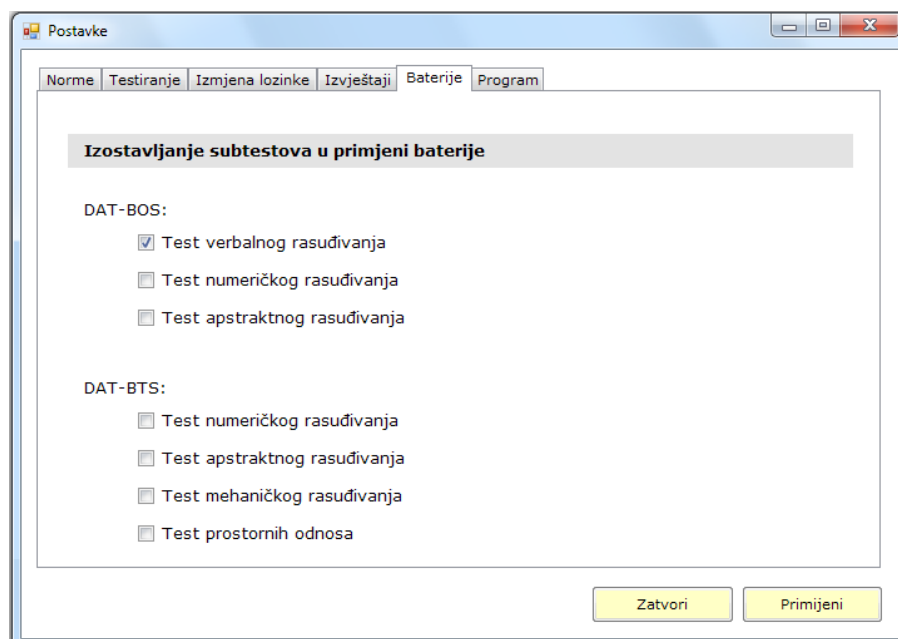 Postavke
Norme Testiranje Izmjena lozinke Izvještaji Baterije Program
Izostavljanje subtestova u primjeni baterije
DAT-BOS:
Test verbalnog rasuđivanja
Test numeričkog rasuđivanja
Test apstraktnog rasuđivanja
DAT-BTS:
Test numeričkog rasuđivanja
Test apstraktnog rasuđivanja
Test mehaničkog rasuđivanja
Test prostornih odnosa
Zatvori Primijeni